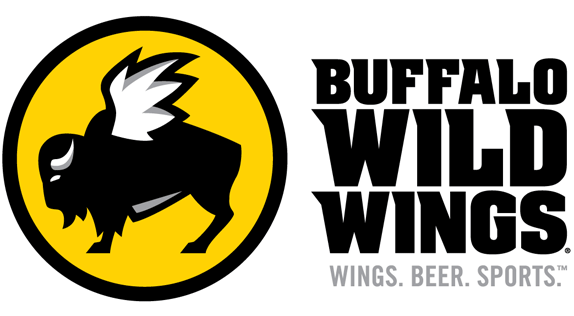 BUFFALO
WILD
WINGS®
WINGS. BEER. SPORTS.™